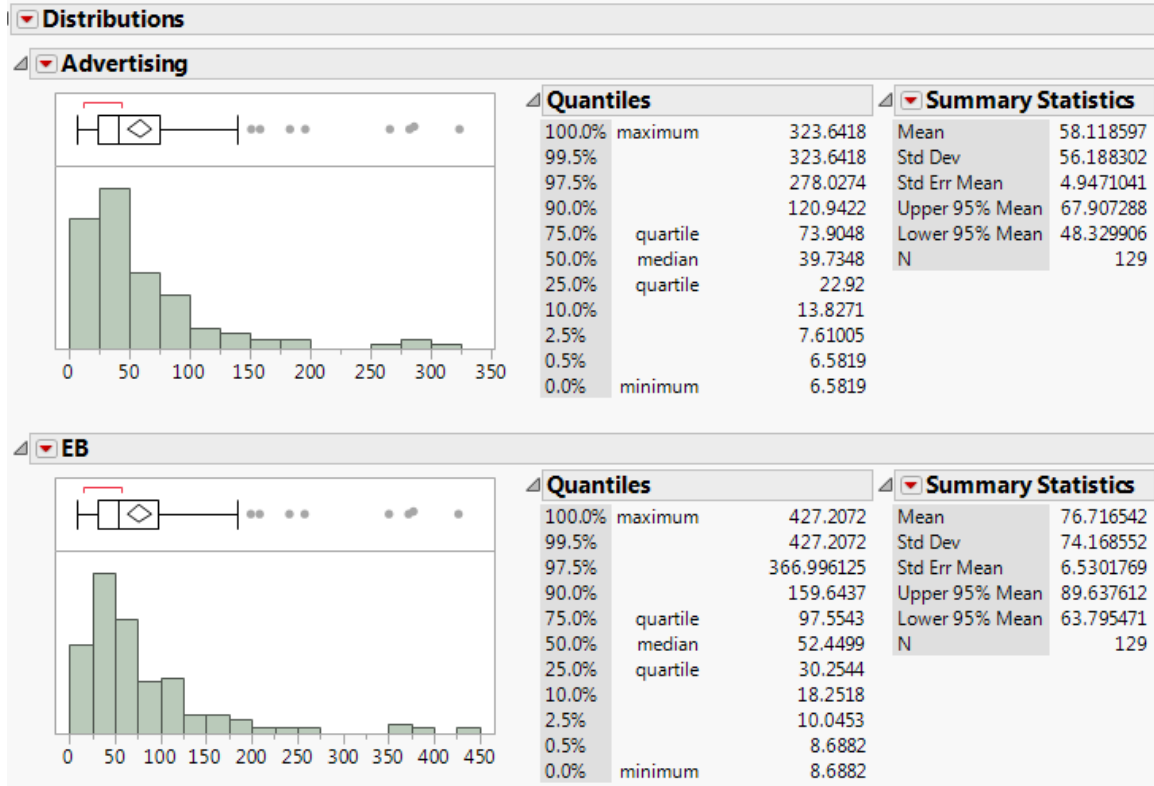 Distributions
Advertising
0 50 100 150 200 250 300 350
Quantiles
100.0% maximum 323.6418
99.5% 323.6418
97.5% 278.0274
90.0% 120.9422
75.0% quartile 73.9048
50.0% median 39.7348
25.0% quartile 22.92
10.0% 13.8271
2.5% 7.61005
0.5% 6.5819
0.0% minimum 6.5819
Summary Statistics
Mean 58.118597
Std Dev 56.188302
Std Err Mean 4.9471041
Upper 95% Mean 67.907288
Lower 95% Mean 48.329906
N 129
EB
0 50 100 150 200 250 300 350 400 450
Quantiles
100.0% maximum 427.2072
99.5% 427.2072
97.5% 366.996125
90.0% 159.6437
75.0% quartile 97.5543
50.0% median 52.4499
25.0% quartile 30.2544
10.0% 18.2518
2.5% 10.0453
0.5% 8.6882
0.0% minimum 8.6882
Summary Statistics
Mean 76.716542
Std Dev 74.168552
Std Err Mean 6.5301769
Upper 95% Mean 89.637612
Lower 95% Mean 63.795471
N 129